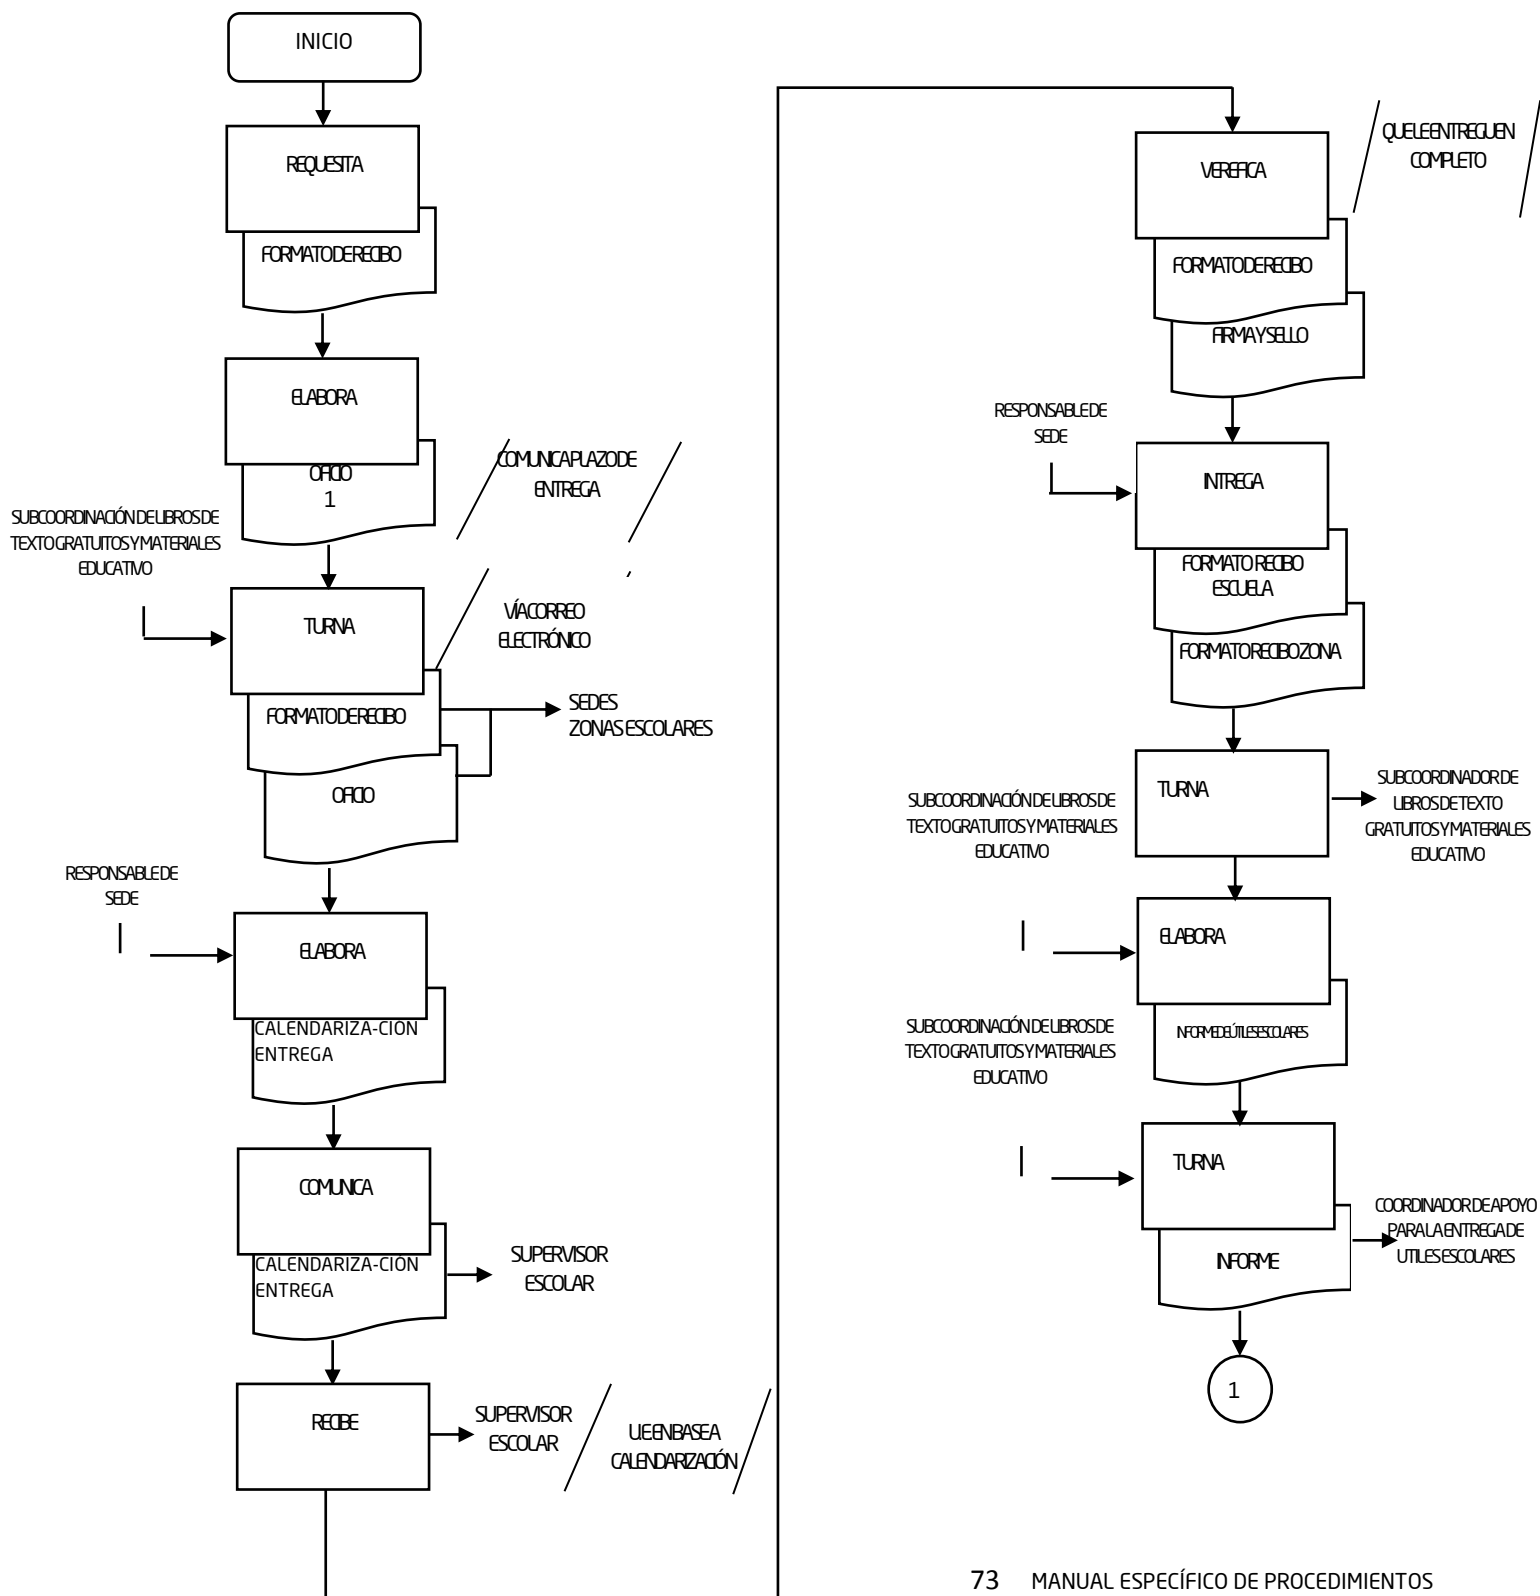 INICIO
REQUESITA
FORMATO DE RECIBO
ELABORA
OFICIO
1
COMUNICA PLAZO DE
ENTREGA
SUBCOORDINACIÓN DE LIBROS DE
TEXTO GRATUITOS Y MATERIALES
EDUCATIVO
TURNA
VÍA CORREO
ELECTRÓNICO
FORMATO DE RECIBO
SEDES
ZONAS ESCOLARES
OFICIO
RESPONSABLE DE
SEDE
ELABORA
CALENDARIZA-CIÓN
ENTREGA
COMUNICA
CALENDARIZA-CIÓN
ENTREGA
SUPERVISOR
ESCOLAR
RECIBE
SUPERVISOR
ESCOLAR
U.E EN BASE A
CALENDARIZACIÓN
VEREFICA
QUE LE ENTREGUEN
COMPLETO
FORMATO DE RECIBO
FIRMA Y SELLO
RESPONSABLE DE
SEDE
INTREGA
FORMATO RECIBO
ESCUELA
FORMATO RECIBO ZONA
TURNA
SUBCOORDINADOR DE
LIBROS DE TEXTO
GRATUITOS Y MATERIALES
EDUCATIVO
SUBCOORDINACIÓN DE LIBROS DE
TEXTO GRATUITOS Y MATERIALES
EDUCATIVO
ELABORA
INFORME DE ÚTILES ESCOLARES
SUBCOORDINACIÓN DE LIBROS DE
TEXTO GRATUITOS Y MATERIALES
EDUCATIVO
TURNA
INFORME
COORDINADOR DE APOYO
PARA LA ENTREGA DE
UTILES ESCOLARES
1
73 MANUAL ESPECÍFICO DE PROCEDIMIENTOS